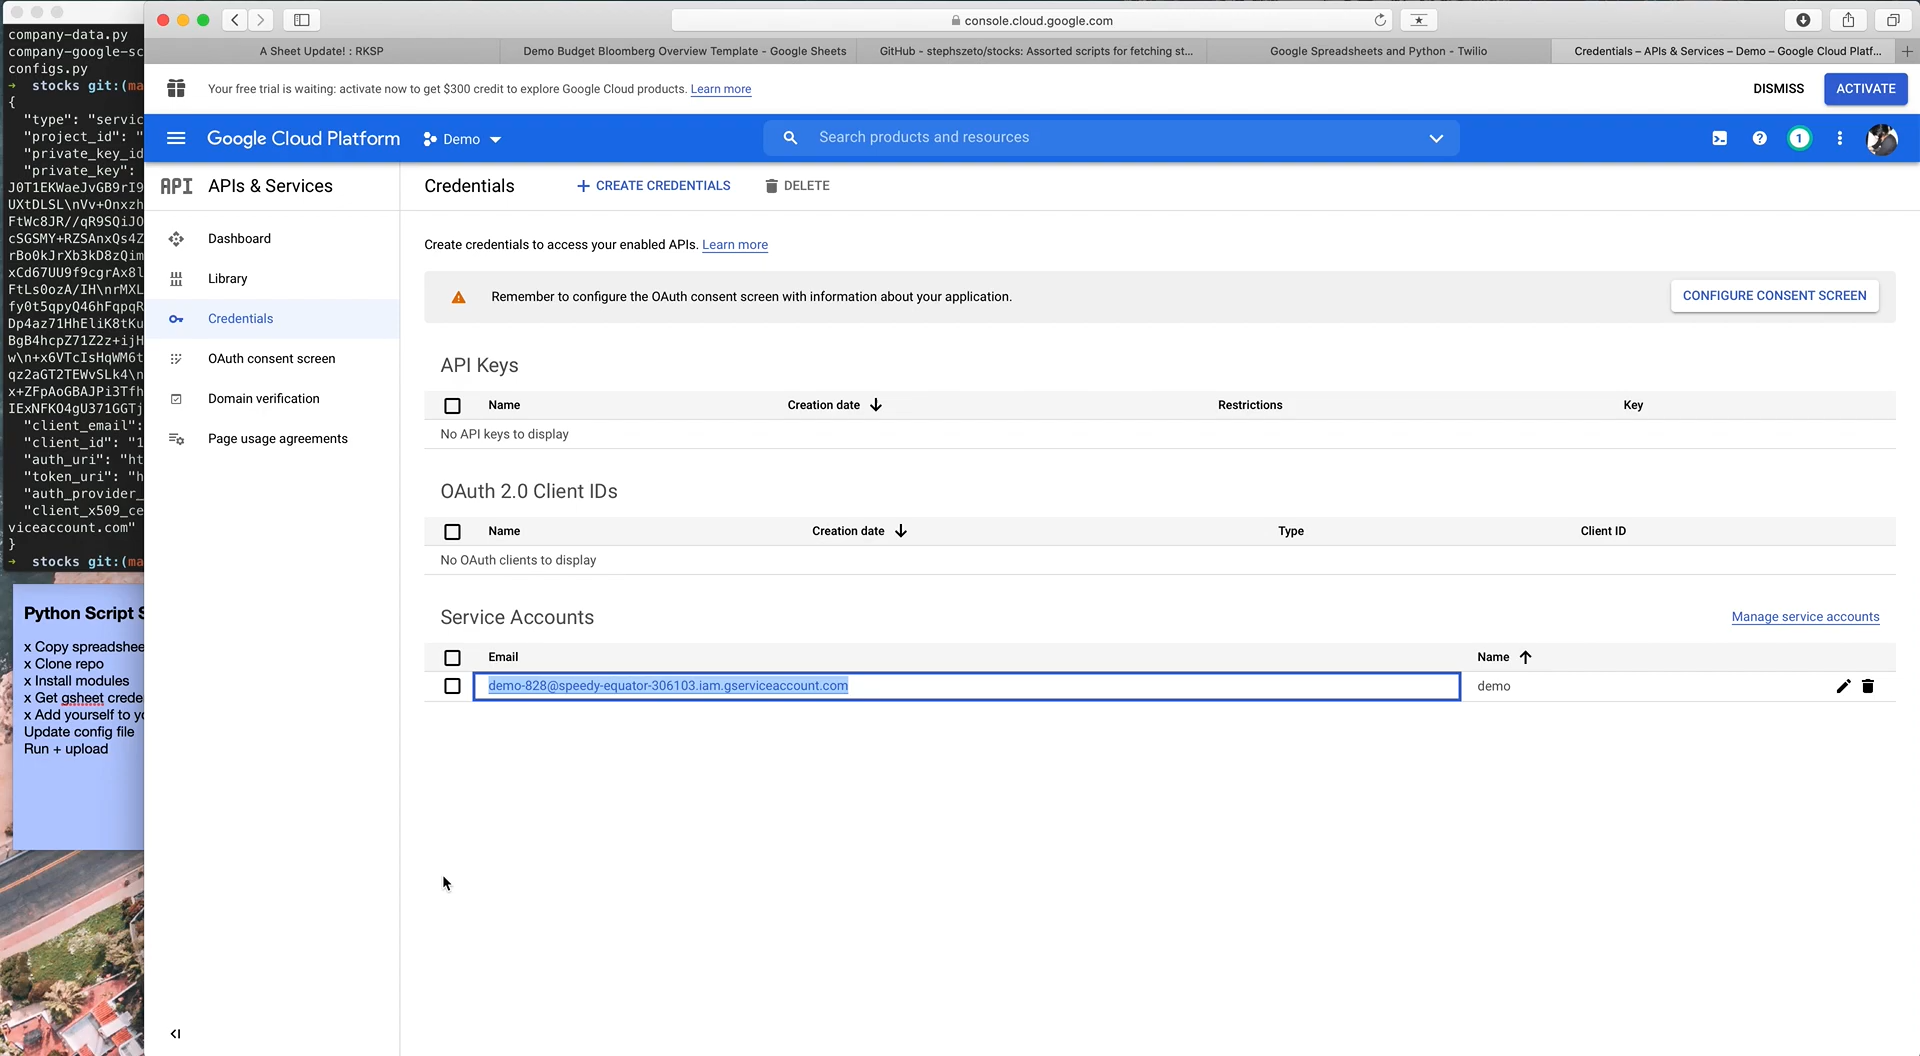 company-data.py
company-google-sc
configs.py
→ stocks git:(ma
{
"type": "servic
"project_id": "
"private_key_id
"private_key":
J0T1EKWaeJvGB9rI9
UXtDLSL\nVv+Onxzh
FtWc8JR//qR9SQiJO
cSGSMY+RZSAnxQs4Z
rBo0kJrXb3kD8zQim
xCd67UU9f9cgrAx8l
FtLs0ozA/IH\nrMXL
fy0t5qpyQ46hFqpqR
Dp4az71HhEliK8tKu
BgB4hcpZ71Z2z+ijH
w\n+x6VTcIsHqWM6t
qz2aGT2TEWvSLk4\n
x+ZFpAoGBAJPi3Tfh
IExNFKO4gU371GGTj
"client_email":
"client_id": "1
"auth_uri": "ht
"token_uri": "h
"auth_provider_
"client_x509_ce
viceaccount.com"
}
→ stocks git:(ma
Python Script S
x Copy spreadshee
x Clone repo
x Install modules
x Get gsheet crede
x Add yourself to yo
Update config file
Run + upload
console.cloud.google.com
A Sheet Update! : RKSP
Demo Budget Bloomberg Overview Template - Google Sheets
GitHub - stephszeto/stocks: Assorted scripts for fetching st...
Google Spreadsheets and Python - Twilio
Credentials – APIs & Services – Demo – Google Cloud Platf...
Your free trial is waiting: activate now to get $300 credit to explore Google Cloud products. Learn more
DISMISS
ACTIVATE
Google Cloud Platform
Demo
Search products and resources
1
API APIs & Services
Dashboard
Library
Credentials
OAuth consent screen
Domain verification
Page usage agreements
Credentials
+ CREATE CREDENTIALS
DELETE
Create credentials to access your enabled APIs. Learn more
Remember to configure the OAuth consent screen with information about your application.
CONFIGURE CONSENT SCREEN
API Keys
Name Creation date Restrictions Key
No API keys to display
OAuth 2.0 Client IDs
Name Creation date Type Client ID
No OAuth clients to display
Service Accounts
Manage service accounts
Email Name
demo-828@speedy-equator-306103.iam.gserviceaccount.com demo